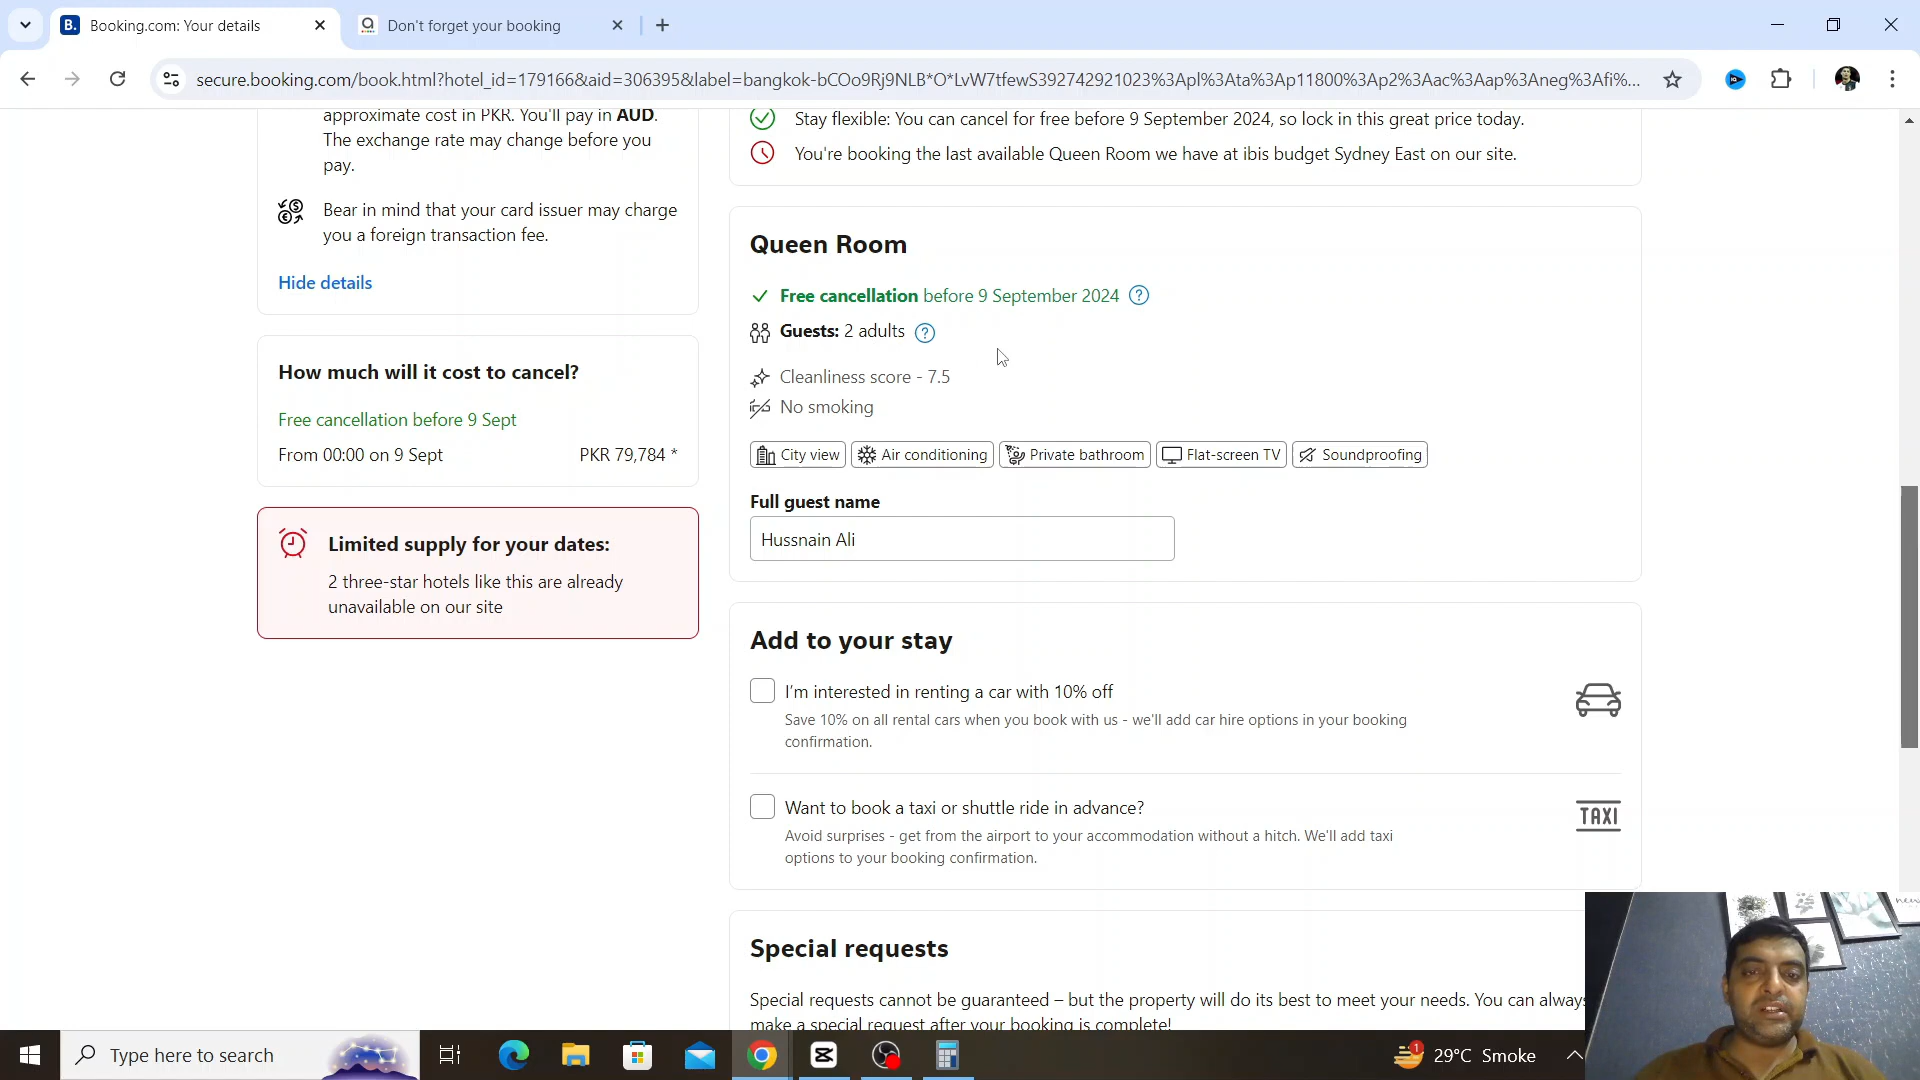 Booking.com: Your details
Don't forget your booking
secure.booking.com/book.html?hotel_id=179166&aid=306395&label=bangkok-bCOo9Rj9NLB*O*LvW7tfewS392742921023%3Apl%3Ata%3Ap11800%3Ap2%3Aac%3Aap%3Aneg%3Afi%...
approximate cost in PKR. You'll pay in AUD.
The exchange rate may change before you
pay.
Bear in mind that your card issuer may charge
you a foreign transaction fee.
Hide details
How much will it cost to cancel?
Free cancellation before 9 Sept
From 00:00 on 9 Sept PKR 79,784 *
Limited supply for your dates:
2 three-star hotels like this are already
unavailable on our site
Stay flexible: You can cancel for free before 9 September 2024, so lock in this great price today.
You're booking the last available Queen Room we have at ibis budget Sydney East on our site.
Queen Room
Free cancellation before 9 September 2024
Guests: 2 adults
Cleanliness score - 7.5
No smoking
City view Air conditioning Private bathroom Flat-screen TV Soundproofing
Full guest name
Hussnain Ali
Add to your stay
I'm interested in renting a car with 10% off
Save 10% on all rental cars when you book with us - we'll add car hire options in your booking
confirmation.
Want to book a taxi or shuttle ride in advance?
TAXI
Avoid surprises - get from the airport to your accommodation without a hitch. We'll add taxi
options to your booking confirmation.
Special requests
Special requests cannot be guaranteed – but the property will do its best to meet your needs. You can always
make a special request after your booking is complete!
Type here to search
1
29°C Smoke